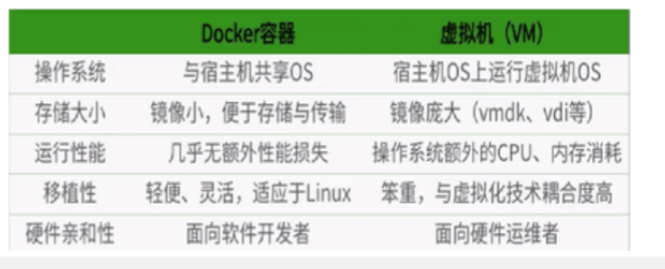 Docker容器 虚拟机（VM）
操作系统 与宿主机共享OS 宿主机OS上运行虚拟机OS
存储大小 镜像小，便于存储与传输 镜像庞大（vmdk、vdi等）
运行性能 几乎无额外性能损失 操作系统额外的CPU、内存消耗
移植性 轻便、灵活，适应于Linux 笨重，与虚拟化技术耦合度高
硬件亲和性 面向软件开发者 面向硬件运维者